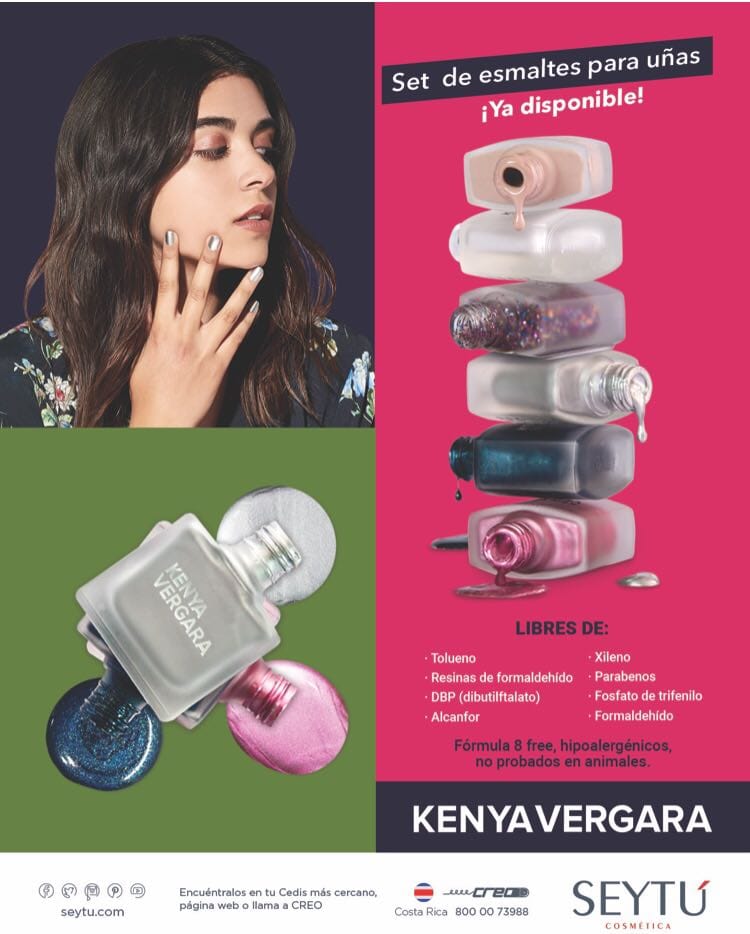 Set de esmaltes para uñas
¡Ya disponible!
KENYA
VERGARA
LIBRES DE:
· Tolueno
· Resinas de formaldehído
· DBP (dibutilftalato)
· Alcanfor
· Xileno
· Parabenos
· Fosfato de trifenilo
· Formaldehído
Fórmula 8 free, hipoalergénicos,
no probados en animales.
KENYAVERGARA
seytu.com
Encuéntralos en tu Cedis más cercano,
página web o llama a CREO
creo
Costa Rica 800 00 73988
SEYTÚ
COSMÉTICA